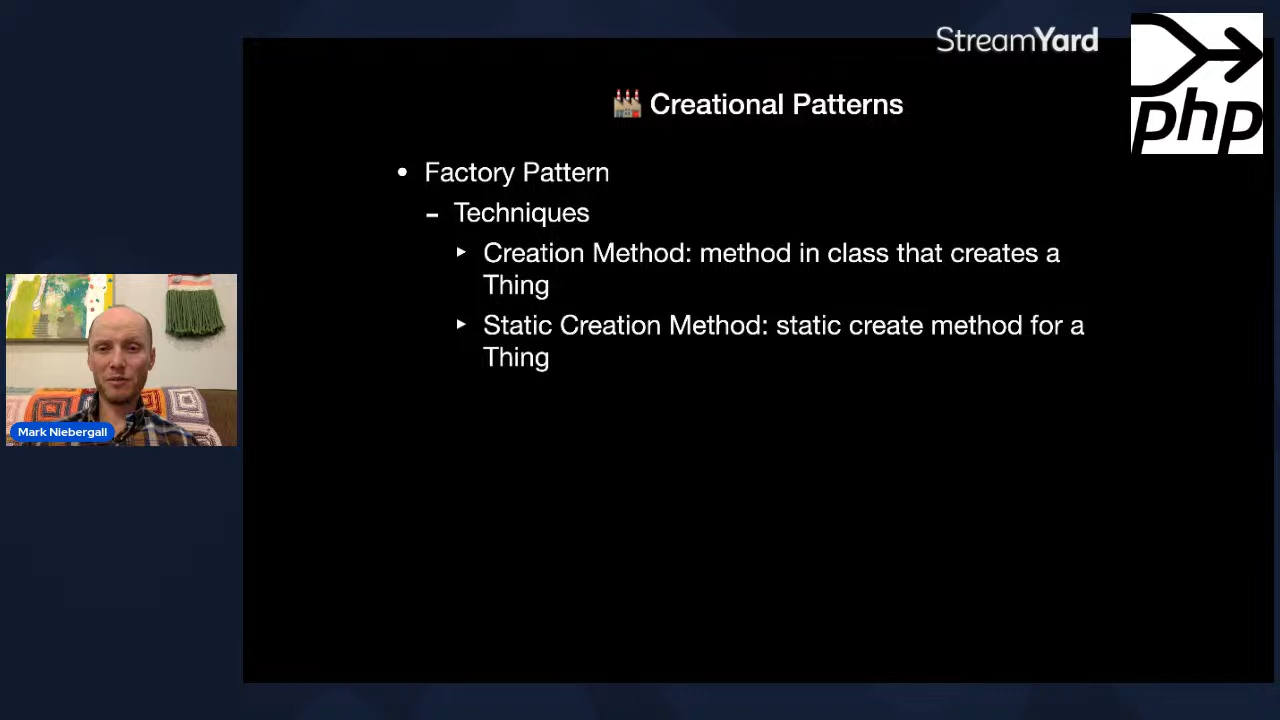 StreamYard
php
Creational Patterns
• Factory Pattern
– Techniques
‣ Creation Method: method in class that creates a
Thing
‣ Static Creation Method: static create method for a
Thing
Mark Niebergall